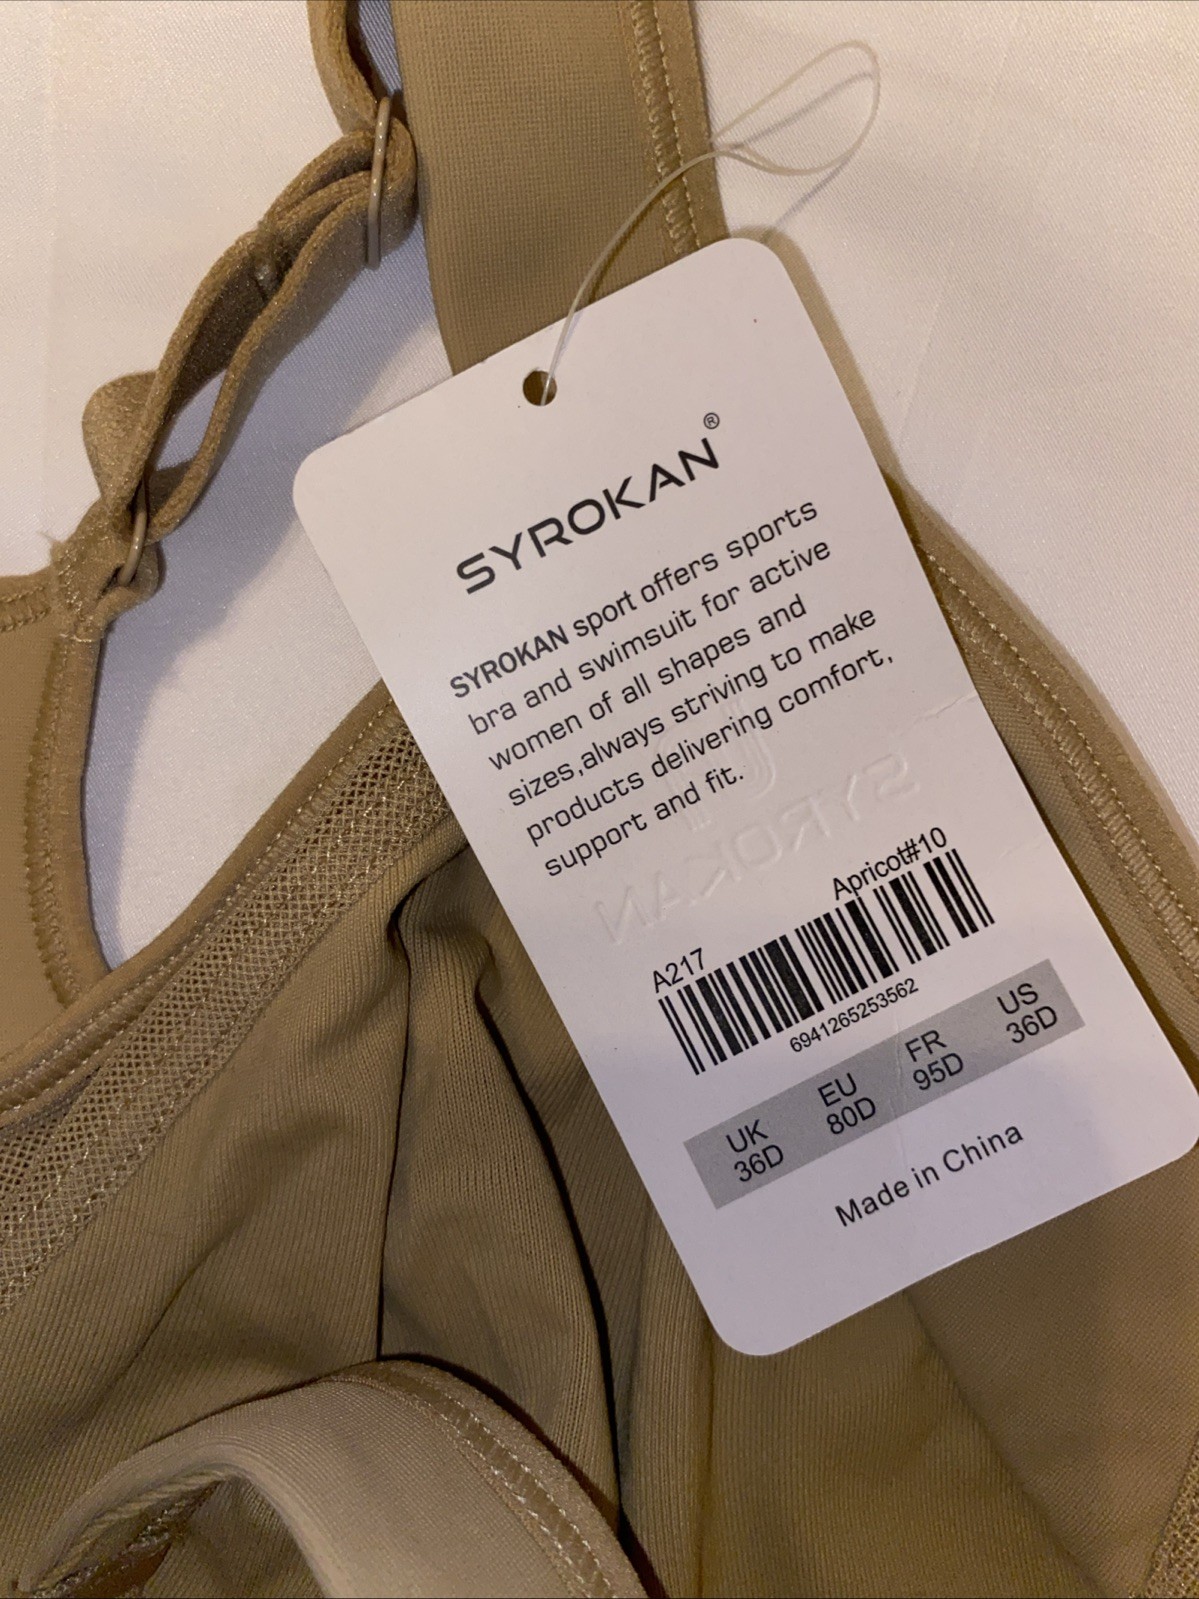 SYROKAN®
SYROKAN sport offers sports
bra and swimsuit for active
women of all shapes and
sizes,always striving to make
products delivering comfort,
support and fit.
SYROKAN
A217 Apricot#10
6941265253562
UK EU FR US
36D 80D 95D 36D
Made in China